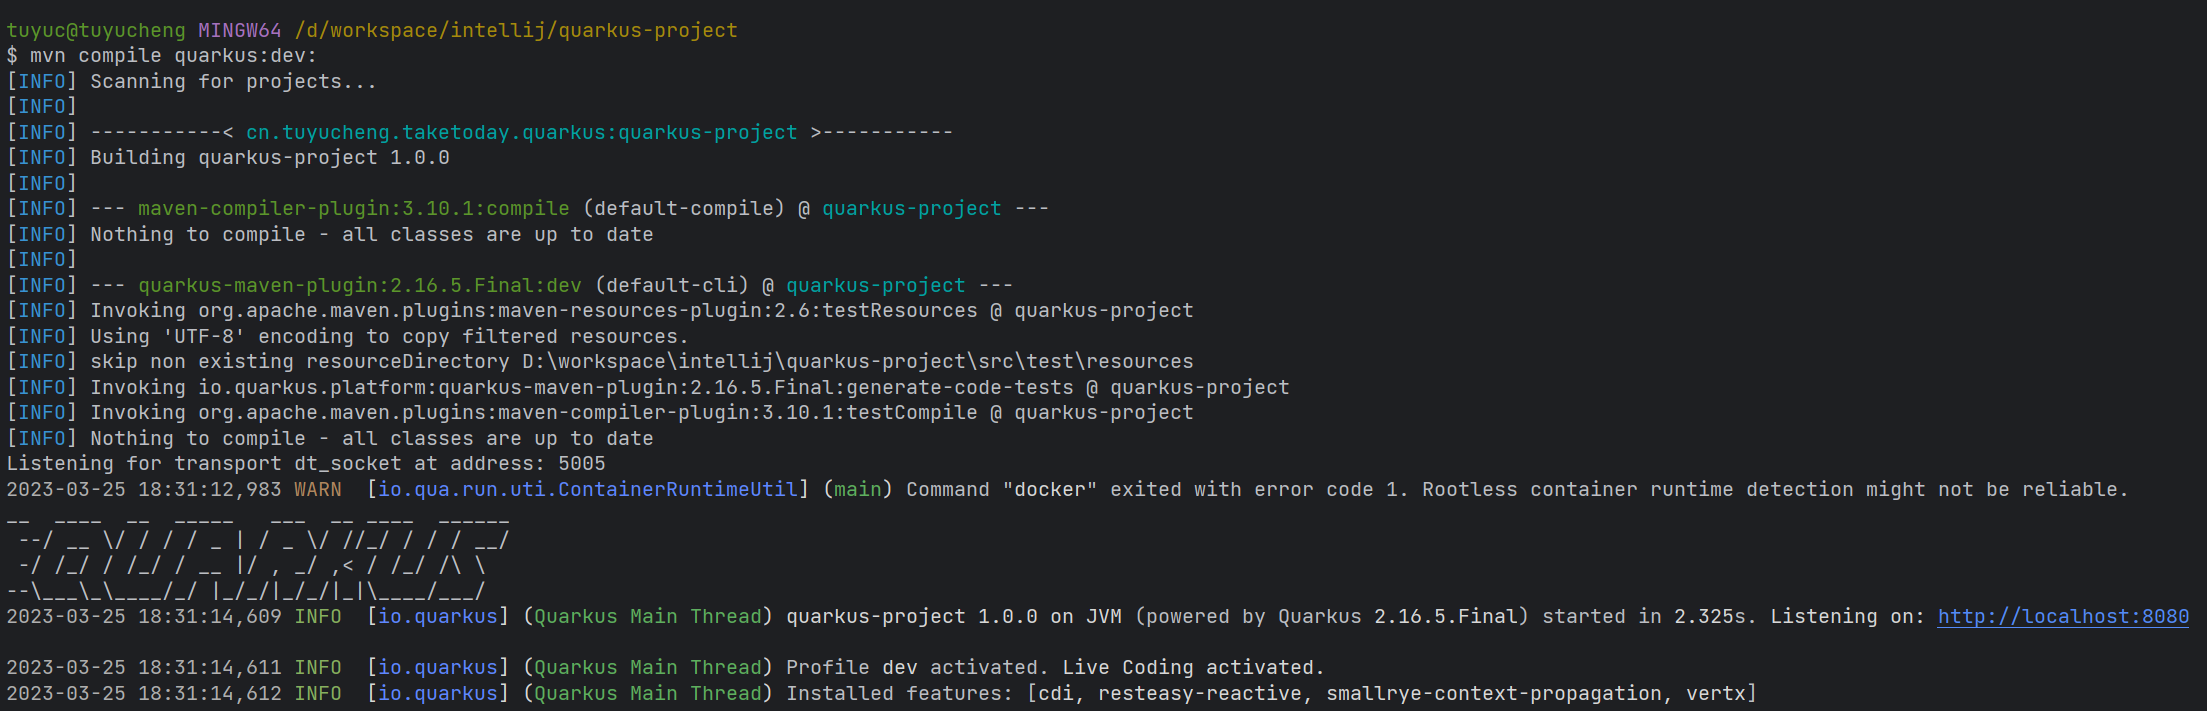 tuyuc@tuyucheng MINGW64 /d/workspace/intellij/quarkus-project
$ mvn compile quarkus:dev:
[INFO] Scanning for projects...
[INFO]
[INFO] -----------< cn.tuyucheng.taketoday.quarkus:quarkus-project >-----------
[INFO] Building quarkus-project 1.0.0
[INFO]
[INFO] --- maven-compiler-plugin:3.10.1:compile (default-compile) @ quarkus-project ---
[INFO] Nothing to compile - all classes are up to date
[INFO]
[INFO] --- quarkus-maven-plugin:2.16.5.Final:dev (default-cli) @ quarkus-project ---
[INFO] Invoking org.apache.maven.plugins:maven-resources-plugin:2.6:testResources @ quarkus-project
[INFO] Using 'UTF-8' encoding to copy filtered resources.
[INFO] skip non existing resourceDirectory D:\workspace\intellij\quarkus-project\src\test\resources
[INFO] Invoking io.quarkus.platform:quarkus-maven-plugin:2.16.5.Final:generate-code-tests @ quarkus-project
[INFO] Invoking org.apache.maven.plugins:maven-compiler-plugin:3.10.1:testCompile @ quarkus-project
[INFO] Nothing to compile - all classes are up to date
Listening for transport dt_socket at address: 5005
2023-03-25 18:31:12,983 WARN  [io.qua.run.uti.ContainerRuntimeUtil] (main) Command "docker" exited with error code 1. Rootless container runtime detection might not be reliable.
__  ____  __  _____   ___  __ ____  ______
 --/ __ \/ / / / _ | / _ \/ //_/ / / / __/
 -/ /_/ / /_/ / __ |/ , _/ ,< / /_/ /\ \
--\___\_\____/_/ |_/_/|_/_/|_|\____/___/
2023-03-25 18:31:14,609 INFO  [io.quarkus] (Quarkus Main Thread) quarkus-project 1.0.0 on JVM (powered by Quarkus 2.16.5.Final) started in 2.325s. Listening on: http://localhost:8080
2023-03-25 18:31:14,611 INFO  [io.quarkus] (Quarkus Main Thread) Profile dev activated. Live Coding activated.
2023-03-25 18:31:14,612 INFO  [io.quarkus] (Quarkus Main Thread) Installed features: [cdi, resteasy-reactive, smallrye-context-propagation, vertx]